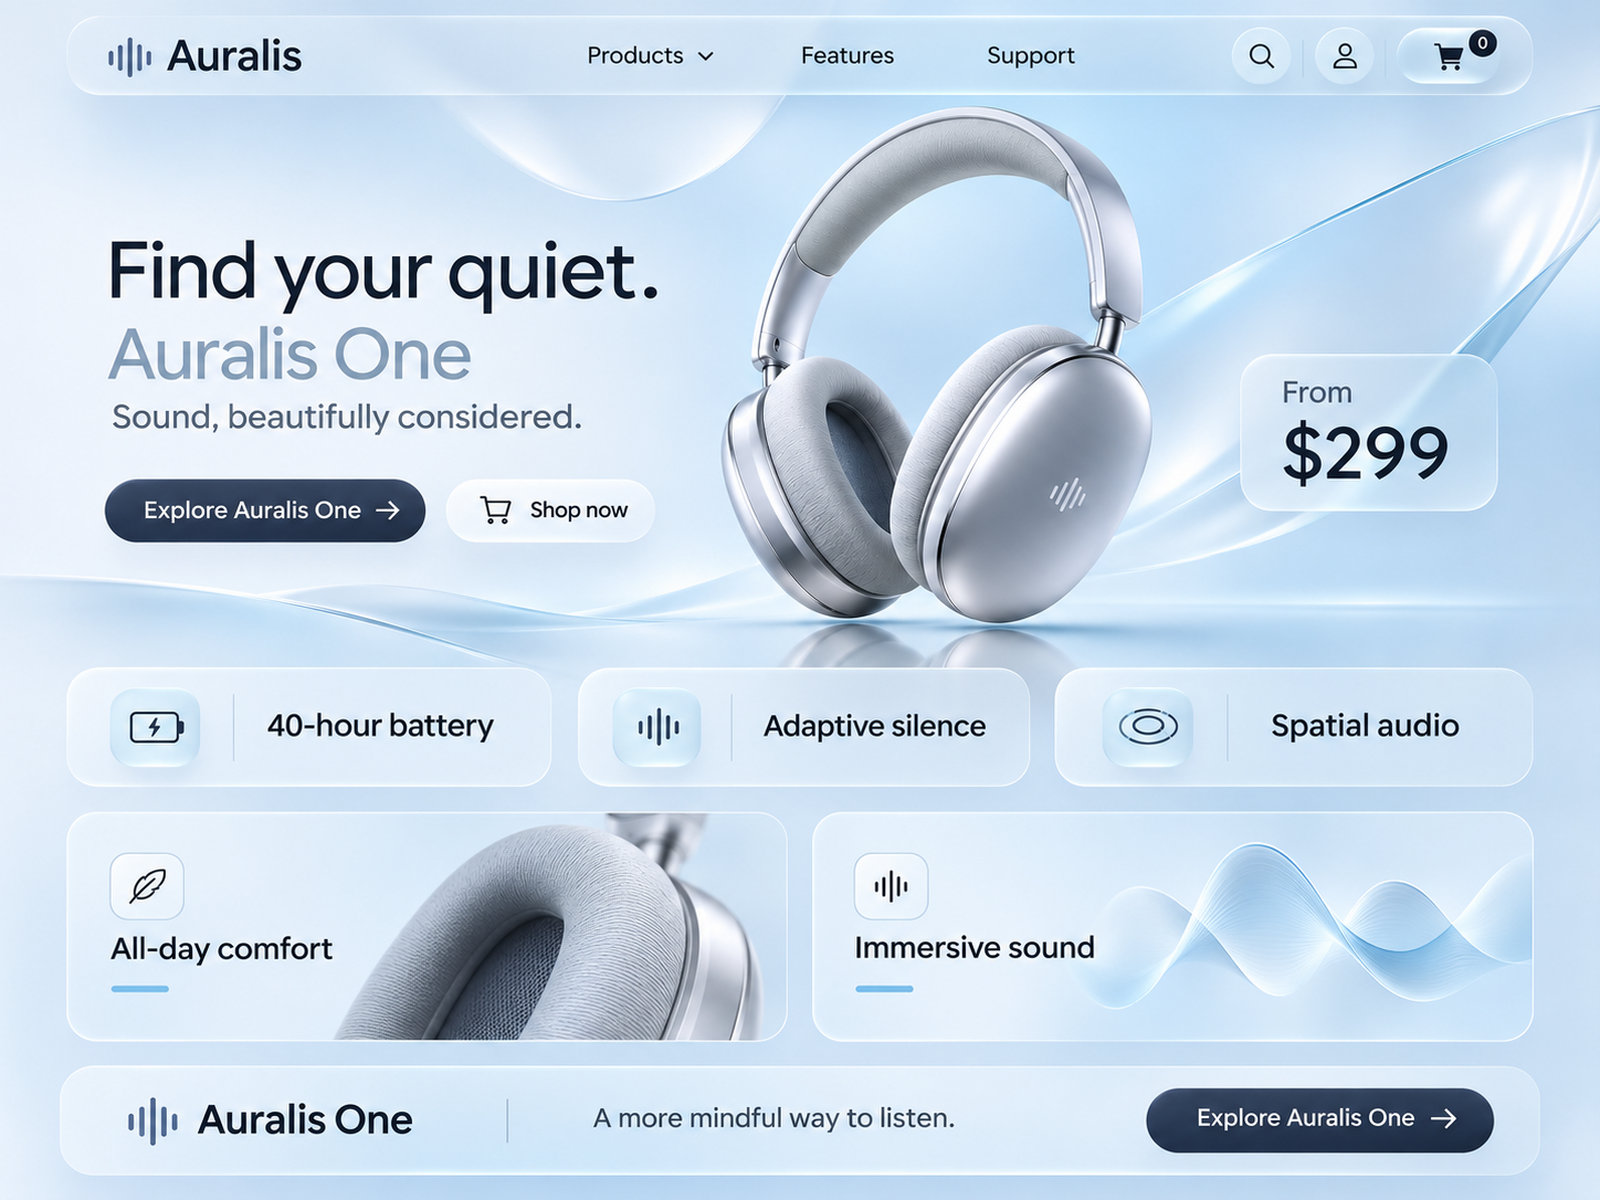 Auralis
Products
Features
Support
0
Find your quiet.
Auralis One
Sound, beautifully considered.
Explore Auralis One
Shop now
From
$299
40-hour battery
Adaptive silence
Spatial audio
All-day comfort
Immersive sound
Auralis One
A more mindful way to listen.
Explore Auralis One